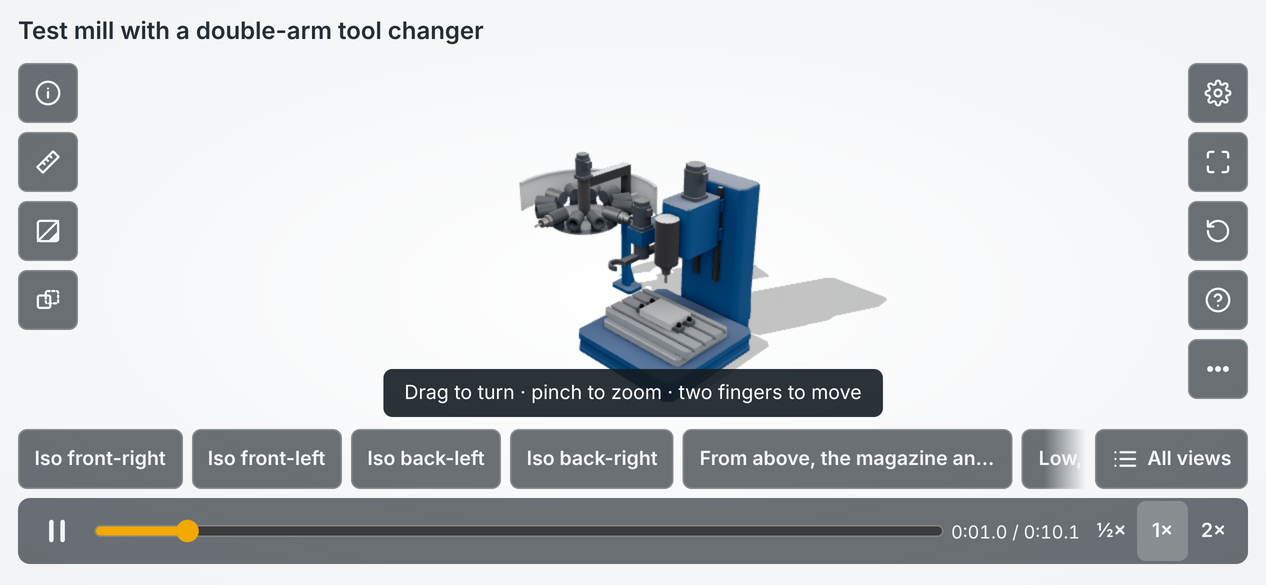 Test mill with a double-arm tool changer
Drag to turn · pinch to zoom · two fingers to move
Iso front-right
Iso front-left
Iso back-left
Iso back-right
From above, the magazine an...
Low,
All views
0:01.0 / 0:10.1
½×
1×
2×